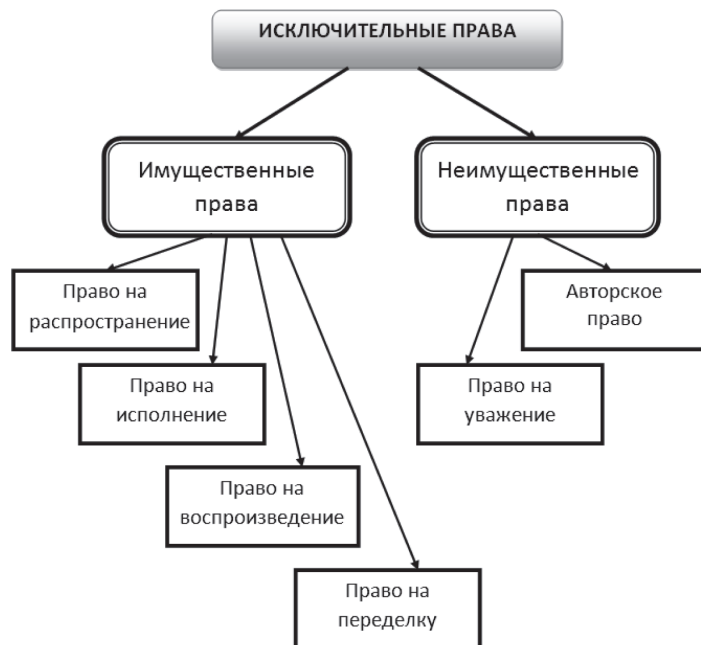 ИСКЛЮЧИТЕЛЬНЫЕ ПРАВА
Имущественные
права
Неимущественные
права
Право на
распространение
Авторское
право
Право на
исполнение
Право на
уважение
Право на
воспроизведение
Право на
переделку